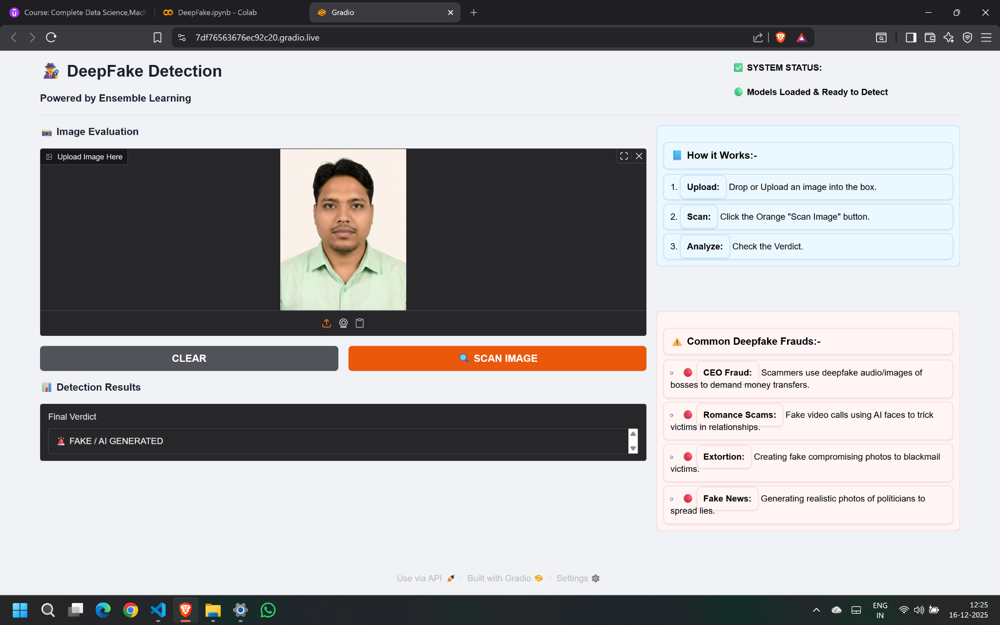 Course: Complete Data Science,Mach
DeepFake.ipynb - Colab
Gradio
7df76563676ec92c20.gradio.live
DeepFake Detection
Powered by Ensemble Learning
SYSTEM STATUS:
Models Loaded & Ready to Detect
Image Evaluation
Upload Image Here
CLEAR
SCAN IMAGE
Detection Results
Final Verdict
FAKE / AI GENERATED
How it Works:-
1. Upload: Drop or Upload an image into the box.
2. Scan: Click the Orange "Scan Image" button.
3. Analyze: Check the Verdict.
Common Deepfake Frauds:-
CEO Fraud: Scammers use deepfake audio/images of
bosses to demand money transfers.
Romance Scams: Fake video calls using AI faces to trick
victims in relationships.
Extortion: Creating fake compromising photos to blackmail
victims.
Fake News: Generating realistic photos of politicians to
spread lies.
Use via API · Built with Gradio · Settings
ENG
IN
12:25
16-12-2025